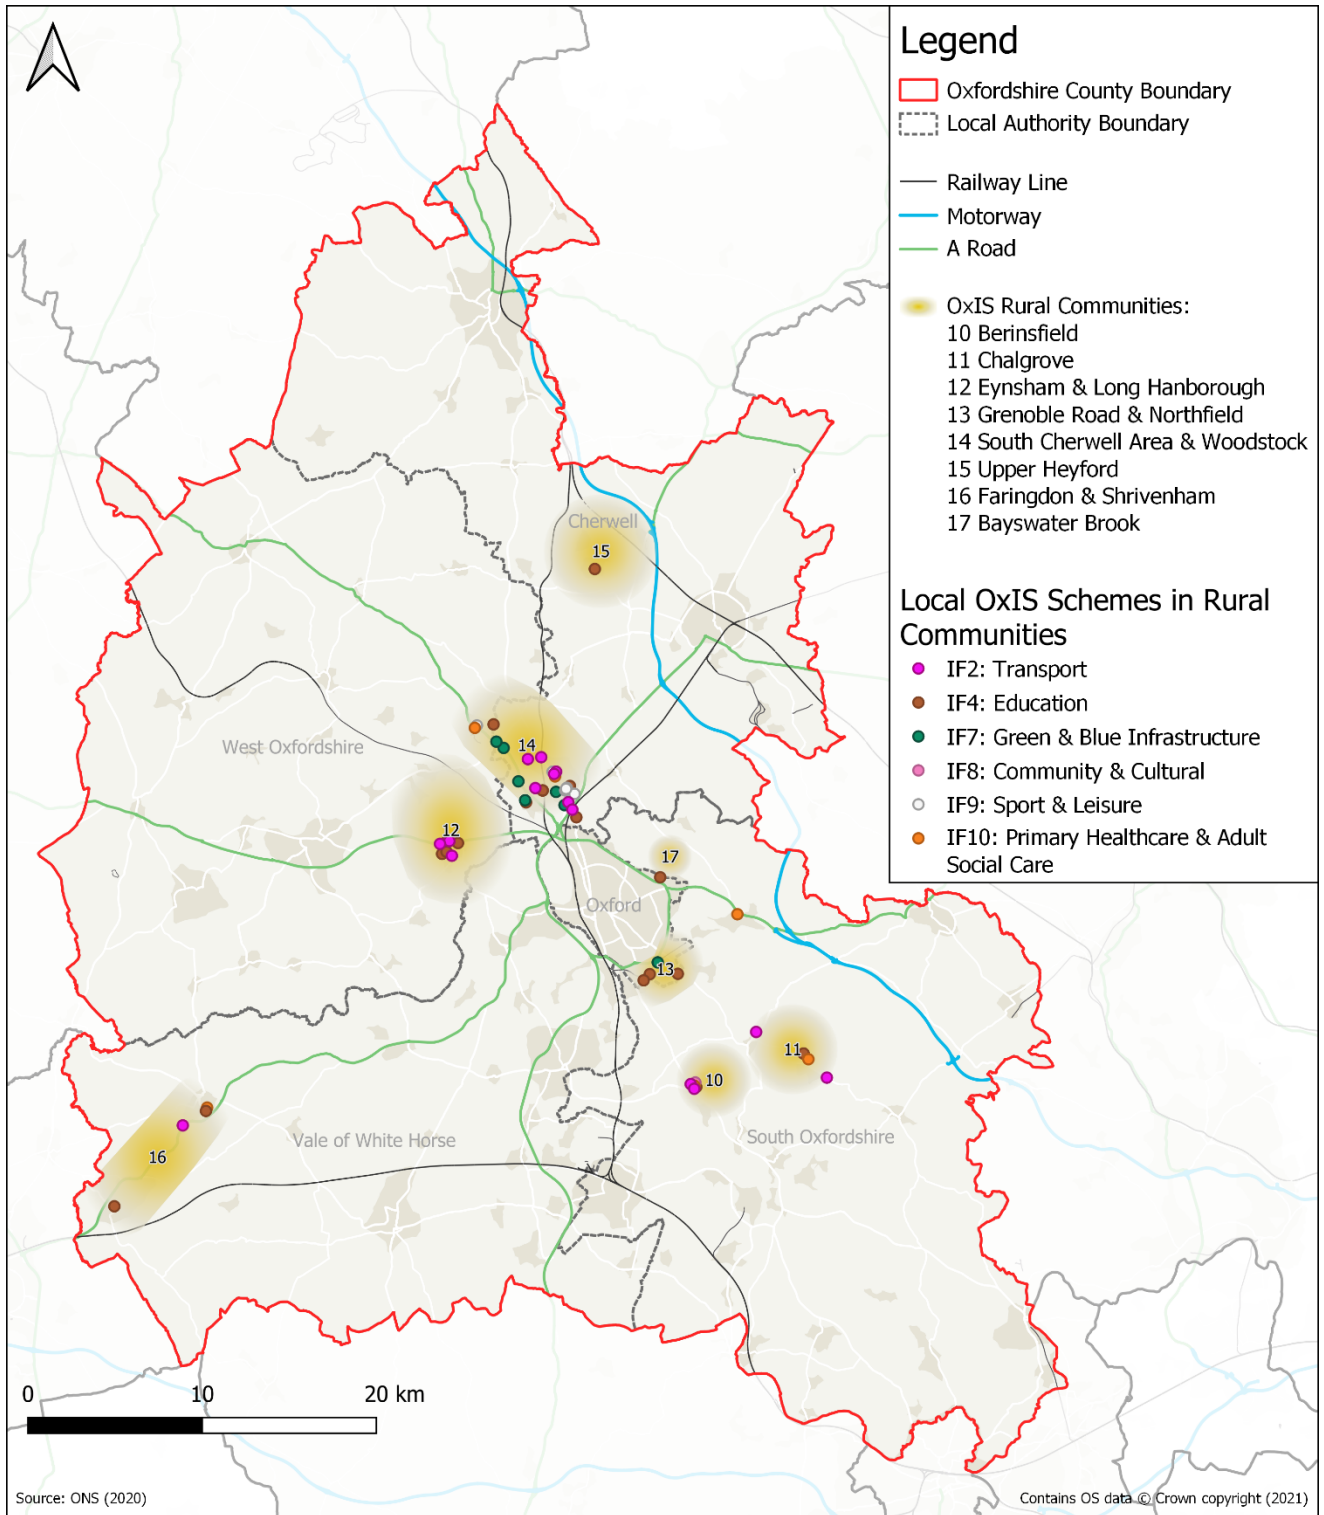 Legend
Oxfordshire County Boundary
Local Authority Boundary
Railway Line
Motorway
A Road
OxIS Rural Communities:
10 Berinsfield
11 Chalgrove
12 Eynsham & Long Hanborough
13 Grenoble Road & Northfield
14 South Cherwell Area & Woodstock
15 Upper Heyford
16 Faringdon & Shrivenham
17 Bayswater Brook
Local OxIS Schemes in Rural
Communities
IF2: Transport
IF4: Education
IF7: Green & Blue Infrastructure
IF8: Community & Cultural
IF9: Sport & Leisure
IF10: Primary Healthcare & Adult
Social Care
Cherwell
15
West Oxfordshire
14
12
17
Oxford
13
11
10
South Oxfordshire
Vale of White Horse
16
0 10 20 km
Source: ONS (2020)
Contains OS data © Crown copyright (2021)